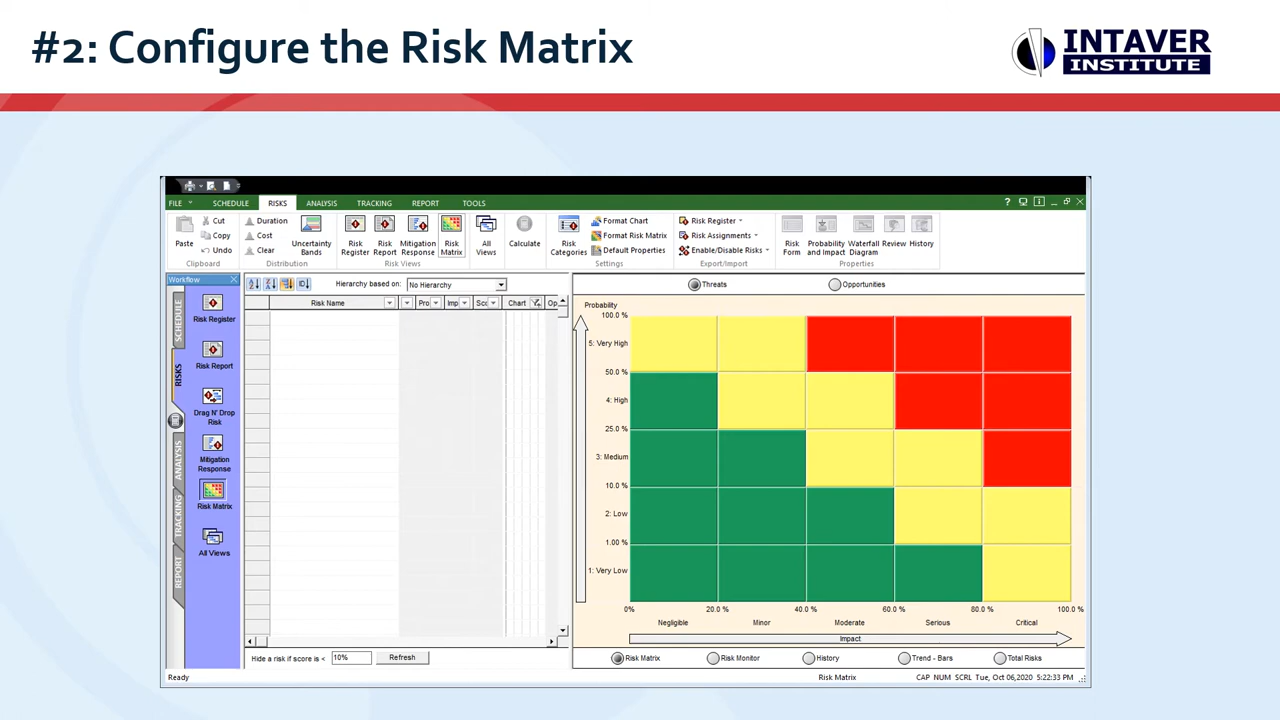 #2: Configure the Risk Matrix
INTAVER
INSTITUTE
FILE SCHEDULE RISKS ANALYSIS TRACKING REPORT TOOLS
Paste
Cut
Copy
Undo
Clipboard
Duration
Cost
Clear
Uncertainty
Bands
Distribution
Risk
Register
Risk
Report
Mitigation
Response
Risk
Matrix
Risk Views
All
Views
Calculate
Risk
Categories
Format Chart
Format Risk Matrix
Default Properties
Settings
Risk Register
Risk Assignments
Enable/Disable Risks
Export/Import
Risk
Form
Probability
and Impact
Waterfall
Diagram
Review
History
Properties
Workflow
SCHEDULE
RISKS
ANALYSIS
TRACKING
REPORT
Risk Register
Risk Report
Drag N' Drop
Risk
Mitigation
Response
Risk Matrix
All Views
Hierarchy based on: No Hierarchy
Risk Name Pro Imp Sco Chart Op
Hide a risk if score is < 10% Refresh
Threats Opportunities
Probability
100.0 %
5: Very High
50.0 %
4: High
25.0 %
3: Medium
10.0 %
2: Low
1.00 %
1: Very Low
0% 20.0 % 40.0 % 60.0 % 80.0 % 100.0 %
Negligible Minor Moderate Serious Critical
Impact
Risk Matrix Risk Monitor History Trend - Bars Total Risks
Ready Risk Matrix CAP NUM SCRL Tue, Oct 06,2020 5:22:33 PM